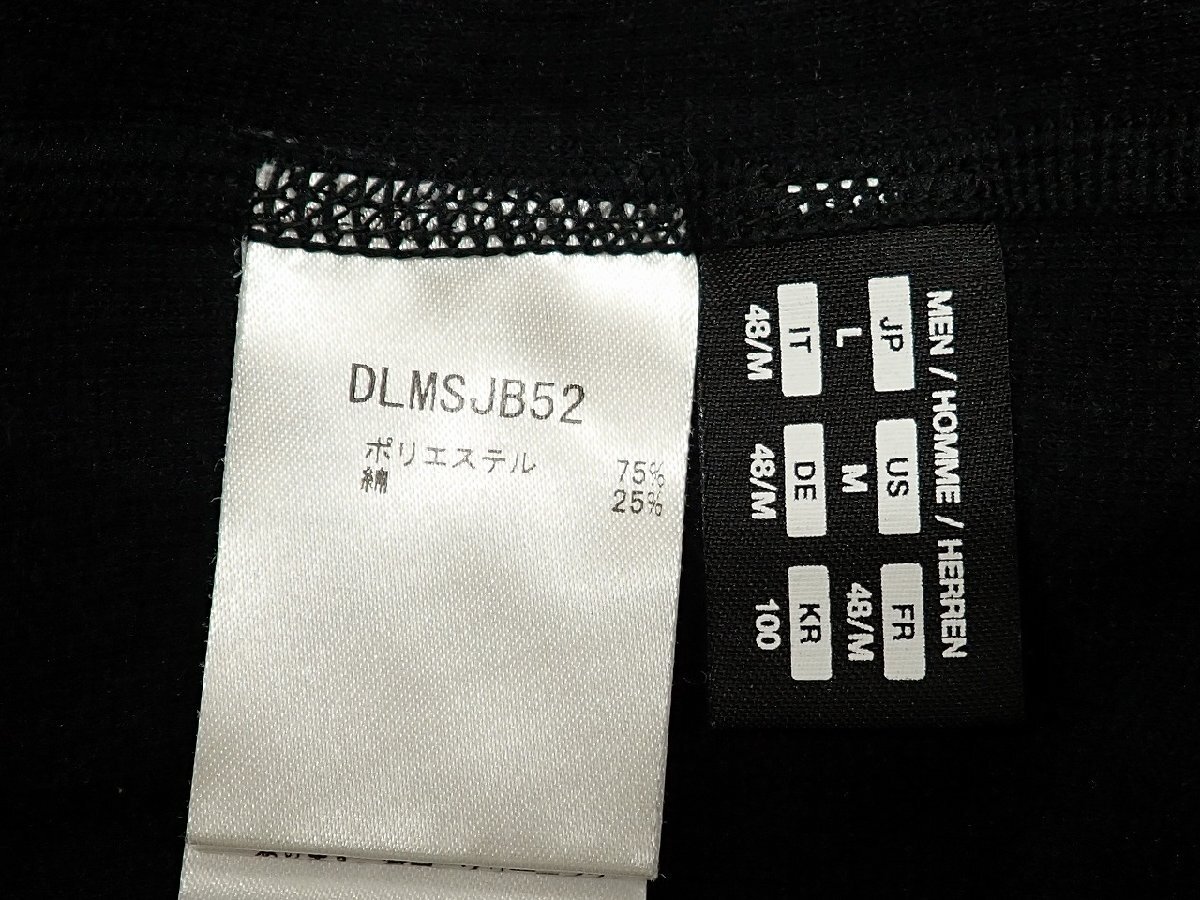 DLMSJB52
ポリエステル 75%
綿 25%
MEN / HOMME / HERREN
JP US FR
L M 48/M
IT DE KR
48/M 48/M 100